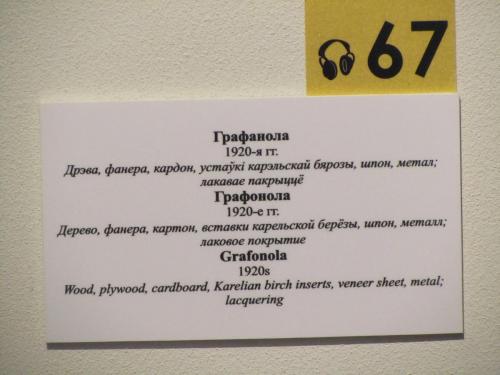 67
Графанола
1920-я гг.
Дрэва, фанера, кардон, устаўкі карэльскай бярозы, шпон, метал;
лакавае пакрыццё
Графонола
1920-е гг.
Дерево, фанера, картон, вставки карельской берёзы, шпон, металл;
лаковое покрытие
Grafonola
1920s
Wood, plywood, cardboard, Karelian birch inserts, veneer sheet, metal;
lacquering